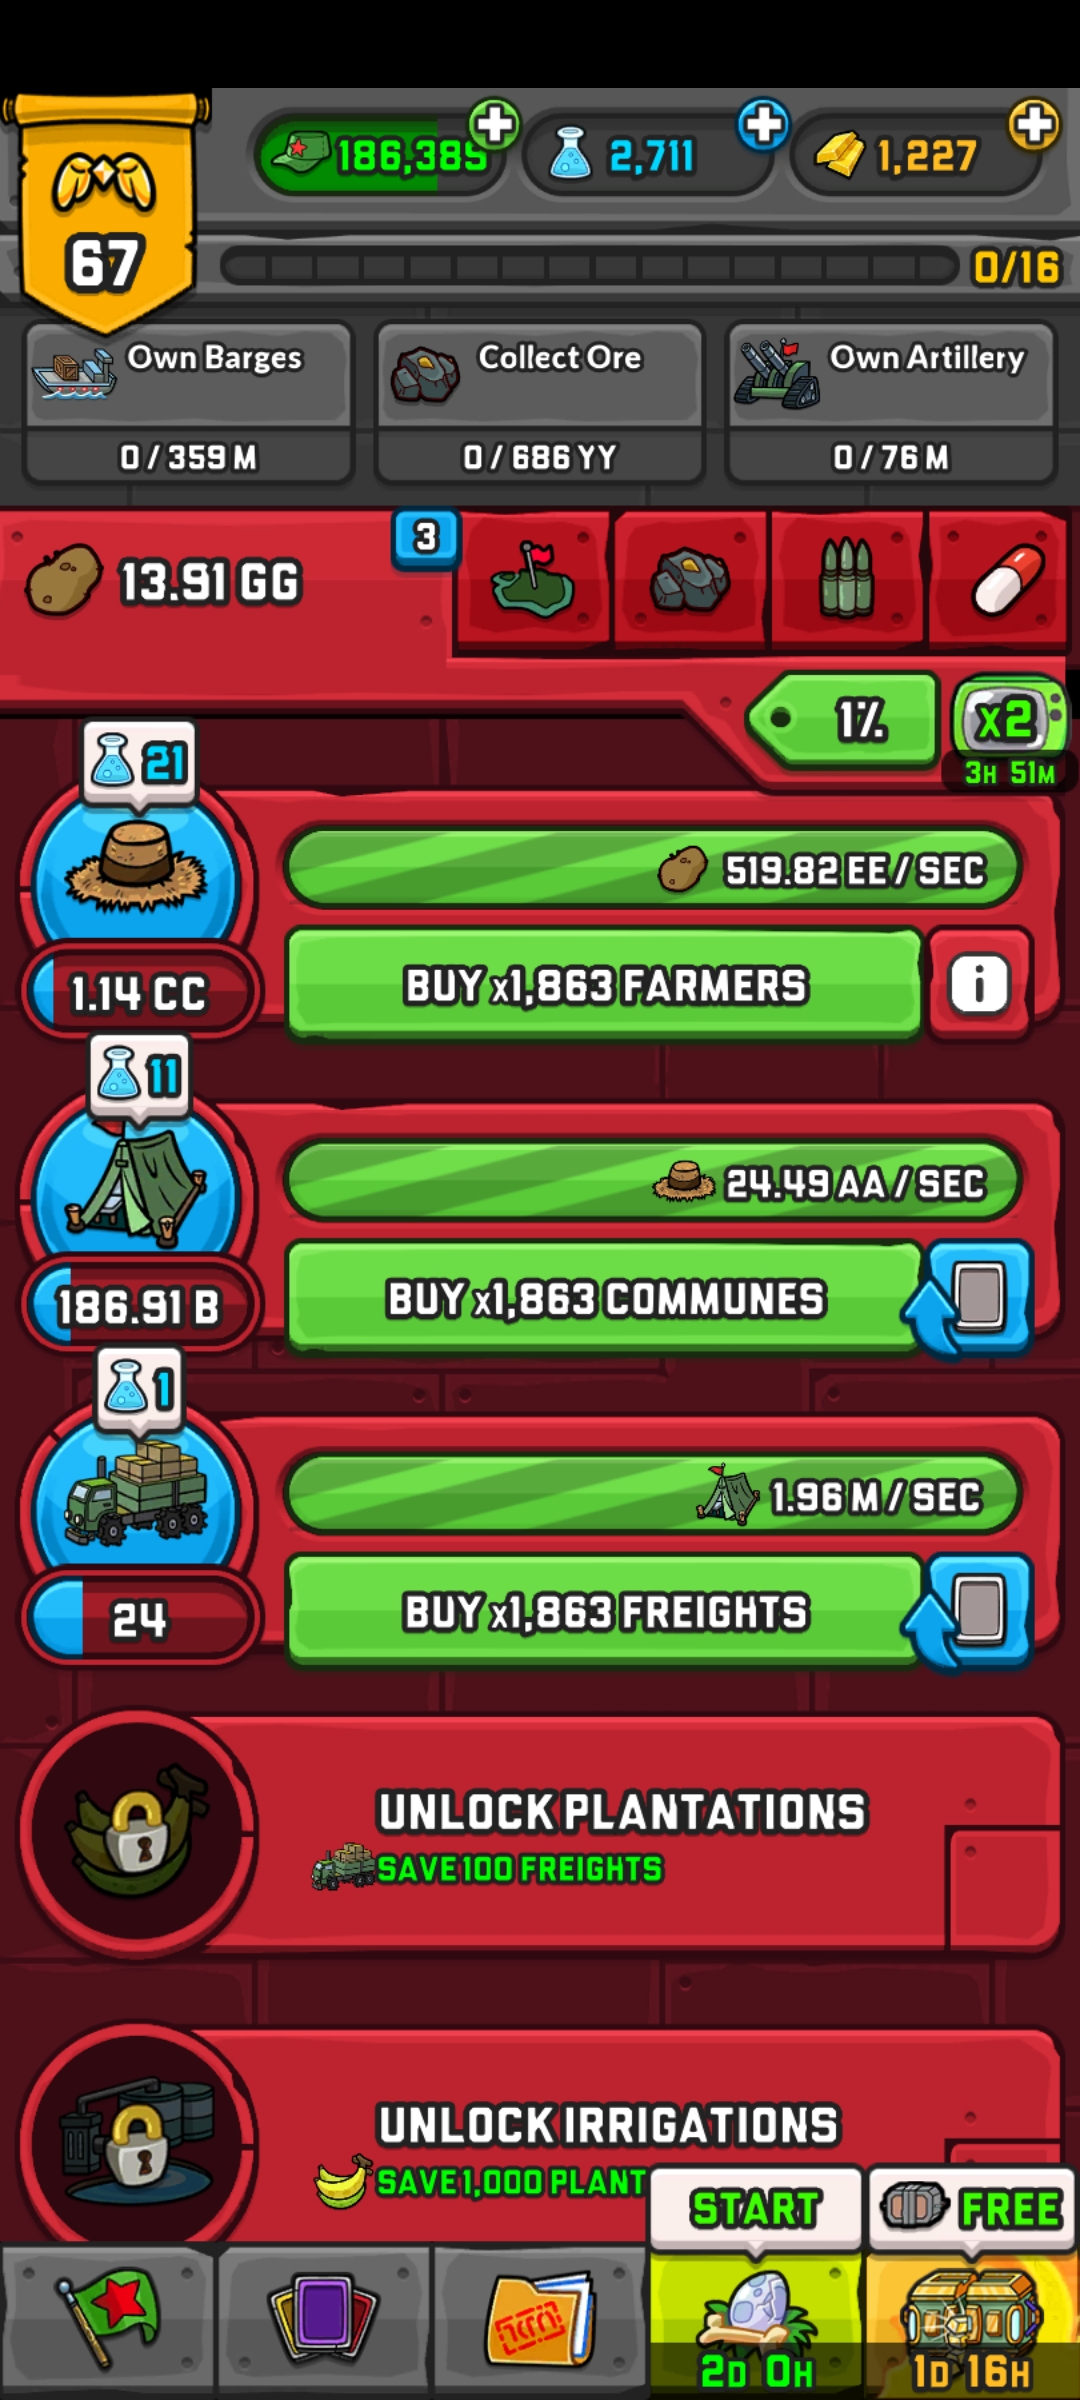 186,385
2,711
1,227
67
0/16
Own Barges
0 / 359 M
Collect Ore
0 / 686 YY
Own Artillery
0 / 76 M
13.91 GG
3
1%
x2
3H 51M
21
519.82 EE / SEC
1.14 CC
BUY x1,863 FARMERS
i
11
24.49 AA / SEC
186.91 B
BUY x1,863 COMMUNES
1
1.96 M / SEC
24
BUY x1,863 FREIGHTS
UNLOCK PLANTATIONS
SAVE 100 FREIGHTS
UNLOCK IRRIGATIONS
SAVE 1,000 PLANT
START
FREE
2D 0H
1D 16H